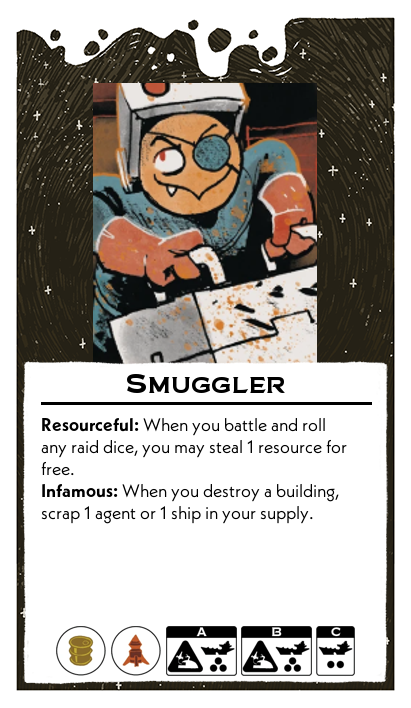 SMUGGLER
Resourceful: When you battle and roll
any raid dice, you may steal 1 resource for
free.
Infamous: When you destroy a building,
scrap 1 agent or 1 ship in your supply.
A B C